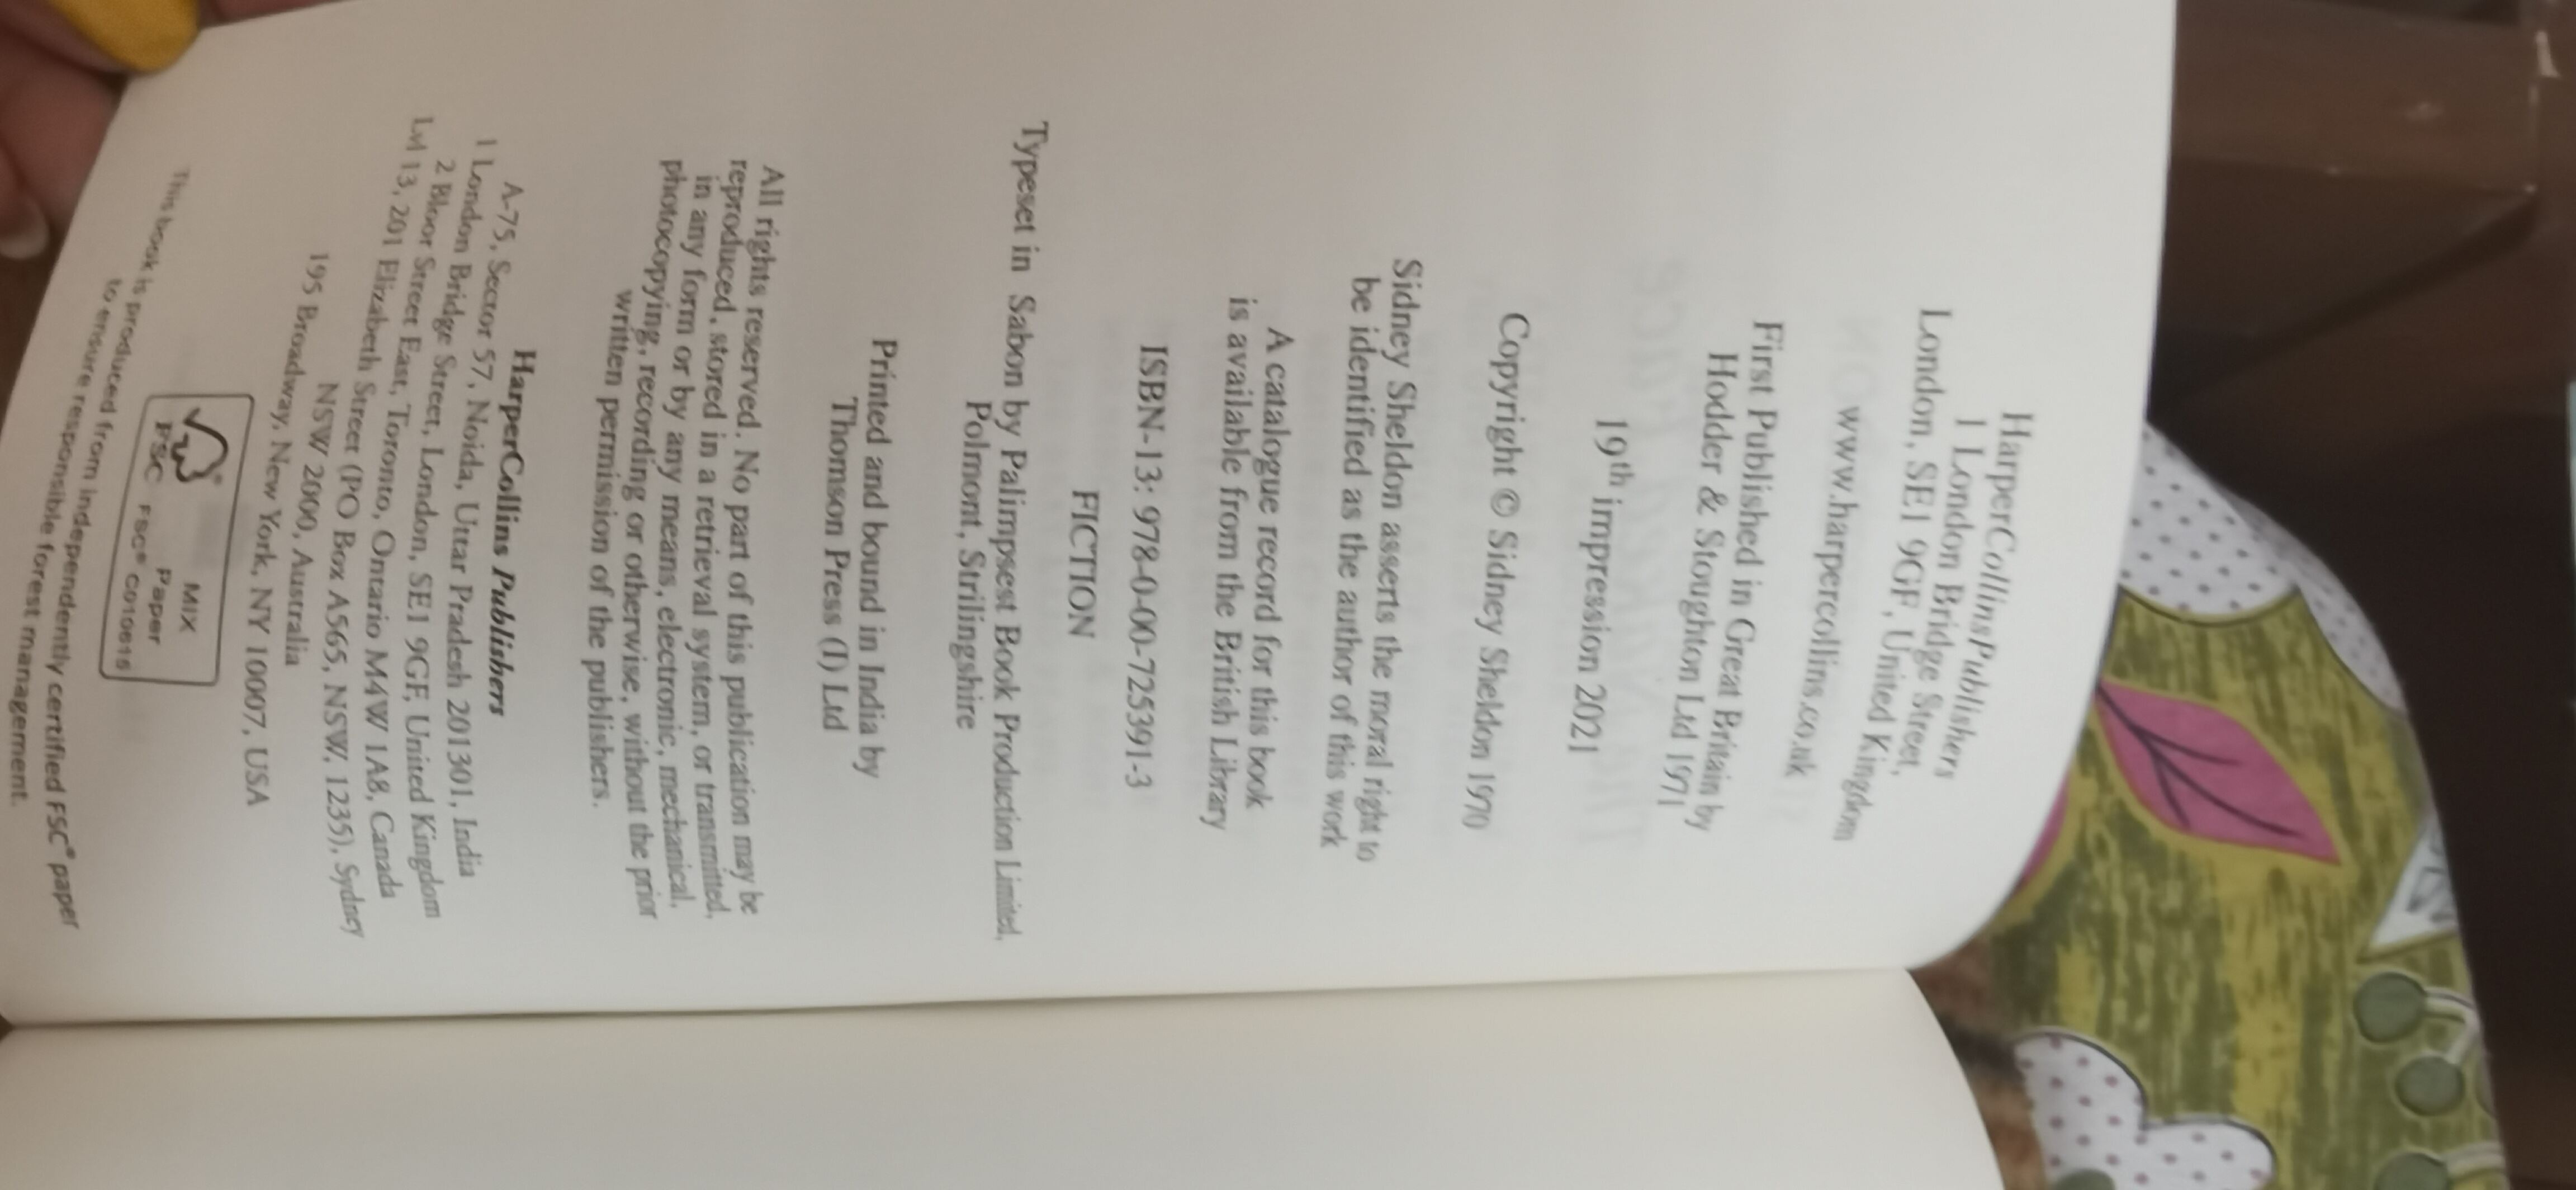 HarperCollinsPublishers
1 London Bridge Street,
London, SE1 9GF, United Kingdom
www.harpercollins.co.uk
First Published in Great Britain by
Hodder & Stoughton Ltd 1971
19th impression 2021
Copyright © Sidney Sheldon 1970
Sidney Sheldon asserts the moral right to
be identified as the author of this work
A catalogue record for this book
is available from the British Library
ISBN-13: 978-0-00-725391-3
FICTION
Typeset in Sabon by Palimpsest Book Production Limited,
Polmont, Strilingshire
Printed and bound in India by
Thomson Press (I) Ltd
All rights reserved. No part of this publication may be
reproduced, stored in a retrieval system, or transmitted,
in any form or by any means, electronic, mechanical,
photocopying, recording or otherwise, without the prior
written permission of the publishers.
HarperCollins Publishers
A-75, Sector 57, Noida, Uttar Pradesh 201301, India
1 London Bridge Street, London, SE1 9GF, United Kingdom
2 Bloor Street East, Toronto, Ontario M4W 1A8, Canada
Lvl 13, 201 Elizabeth Street (PO Box A565, NSW, 1235), Sydney
NSW 2000, Australia
195 Broadway, New York, NY 10007, USA
MIX
Paper
FSC
FSC® C010615
This book is produced from independently certified FSC® paper
to ensure responsible forest management.